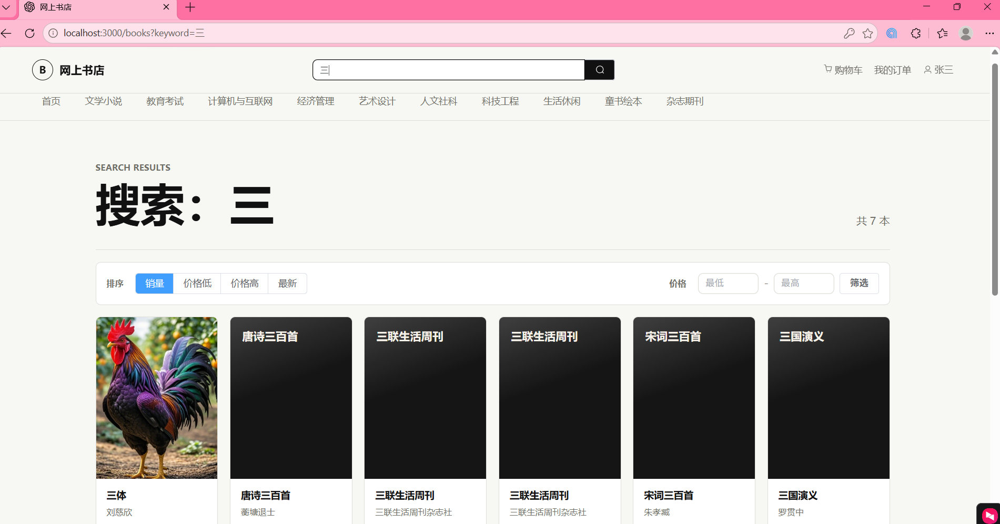 网上书店
localhost:3000/books?keyword=三
B 网上书店
三
购物车 我的订单 张三
首页 文学小说 教育考试 计算机与互联网 经济管理 艺术设计 人文社科 科技工程 生活休闲 童书绘本 杂志期刊
SEARCH RESULTS
搜索：三
共 7 本
排序 销量 价格低 价格高 最新 价格 最低 - 最高 筛选
唐诗三百首 三联生活周刊 三联生活周刊 宋词三百首 三国演义
三体 唐诗三百首 三联生活周刊 三联生活周刊 宋词三百首 三国演义
刘慈欣 蘅塘退士 三联生活周刊杂志社 三联生活周刊杂志社 朱孝臧 罗贯中